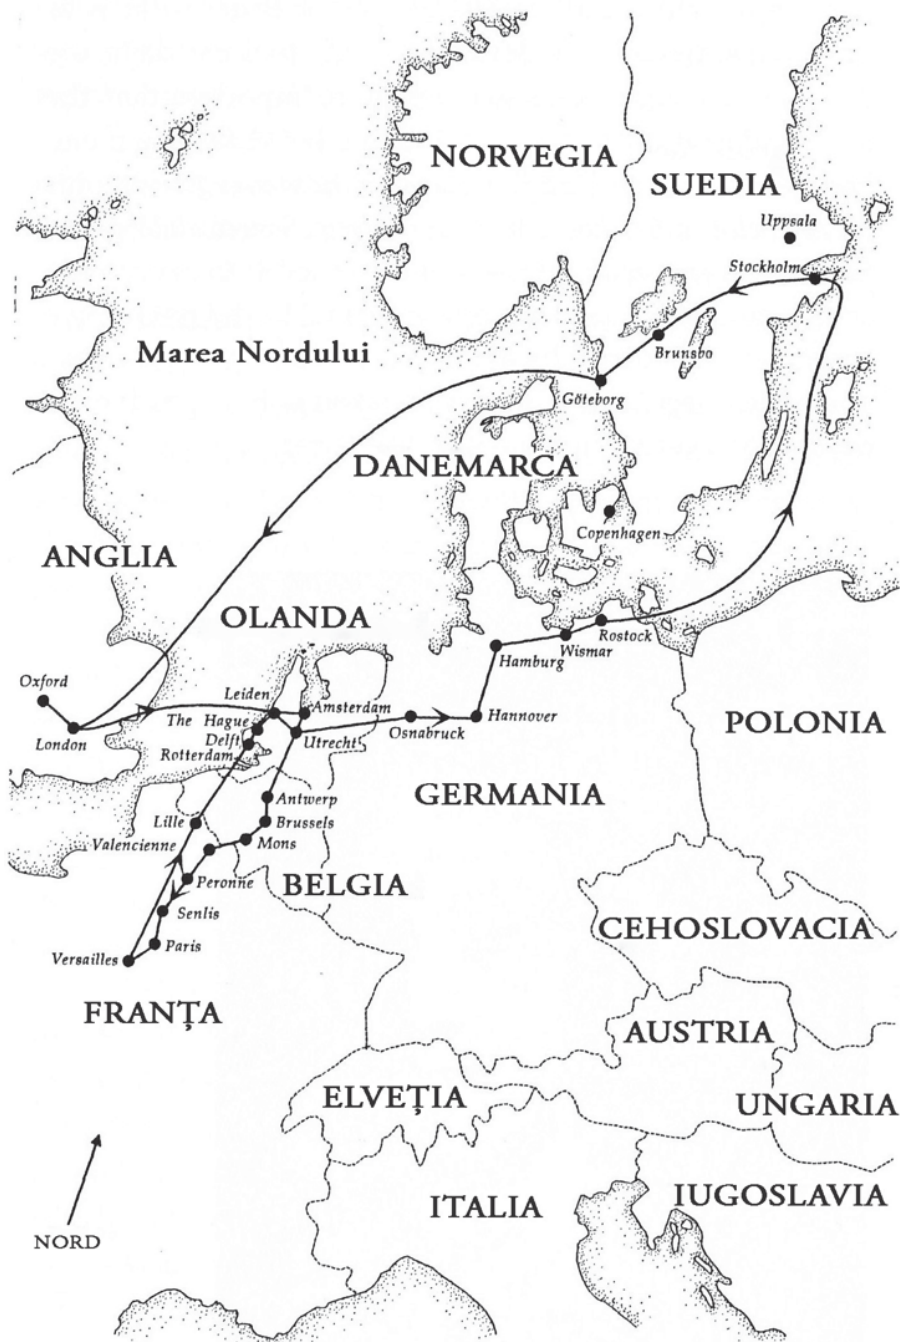 NORVEGIA
SUEDIA
Uppsala
Stockholm
Marea Nordului
Brunsbo
Göteborg
DANEMARCA
Copenhagen
ANGLIA
OLANDA
Rostock
Wismar
Hamburg
Oxford
Leiden
Amsterdam
The Hague
Hannover
POLONIA
London
Delft
Utrecht
Osnabruck
Rotterdam
GERMANIA
Antwerp
Lille
Brussels
Valencienne
Mons
Peronne
BELGIA
Senlis
CEHOSLOVACIA
Paris
Versailles
FRANȚA
AUSTRIA
ELVEȚIA
UNGARIA
IUGOSLAVIA
ITALIA
NORD